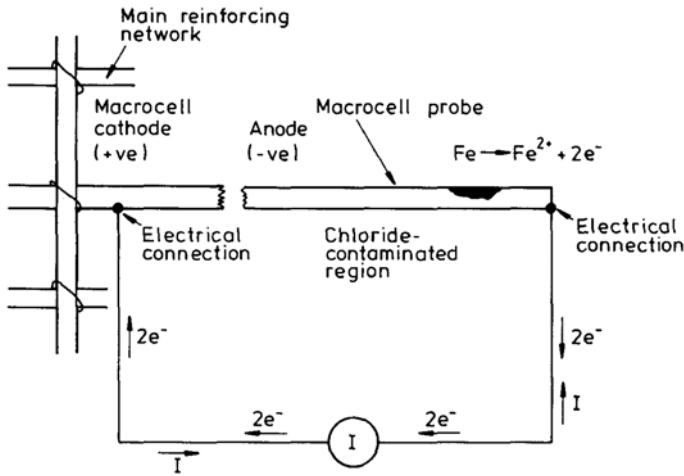 Main reinforcing
network
Macrocell
cathode
(+ve)
Anode
(-ve)
Macrocell probe
Fe → Fe²⁺ + 2e⁻
Electrical
connection
Chloride-
contaminated
region
Electrical
connection
2e⁻
2e⁻
I
2e⁻
I
2e⁻
I